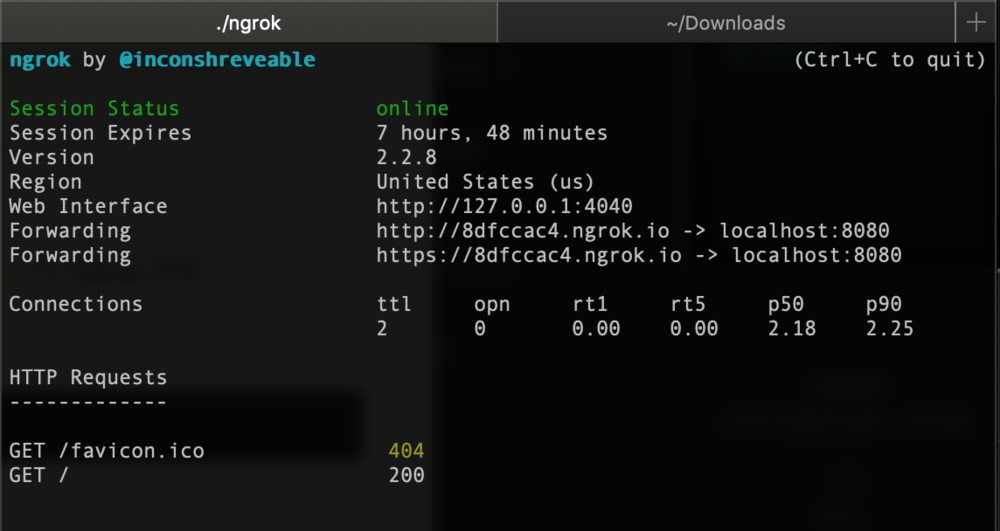 ./ngrok ~/Downloads +
ngrok by @inconshreveable (Ctrl+C to quit)
Session Status online
Session Expires 7 hours, 48 minutes
Version 2.2.8
Region United States (us)
Web Interface http://127.0.0.1:4040
Forwarding http://8dfccac4.ngrok.io -> localhost:8080
Forwarding https://8dfccac4.ngrok.io -> localhost:8080
Connections ttl opn rt1 rt5 p50 p90
2 0 0.00 0.00 2.18 2.25
HTTP Requests
-------------
GET /favicon.ico 404
GET / 200